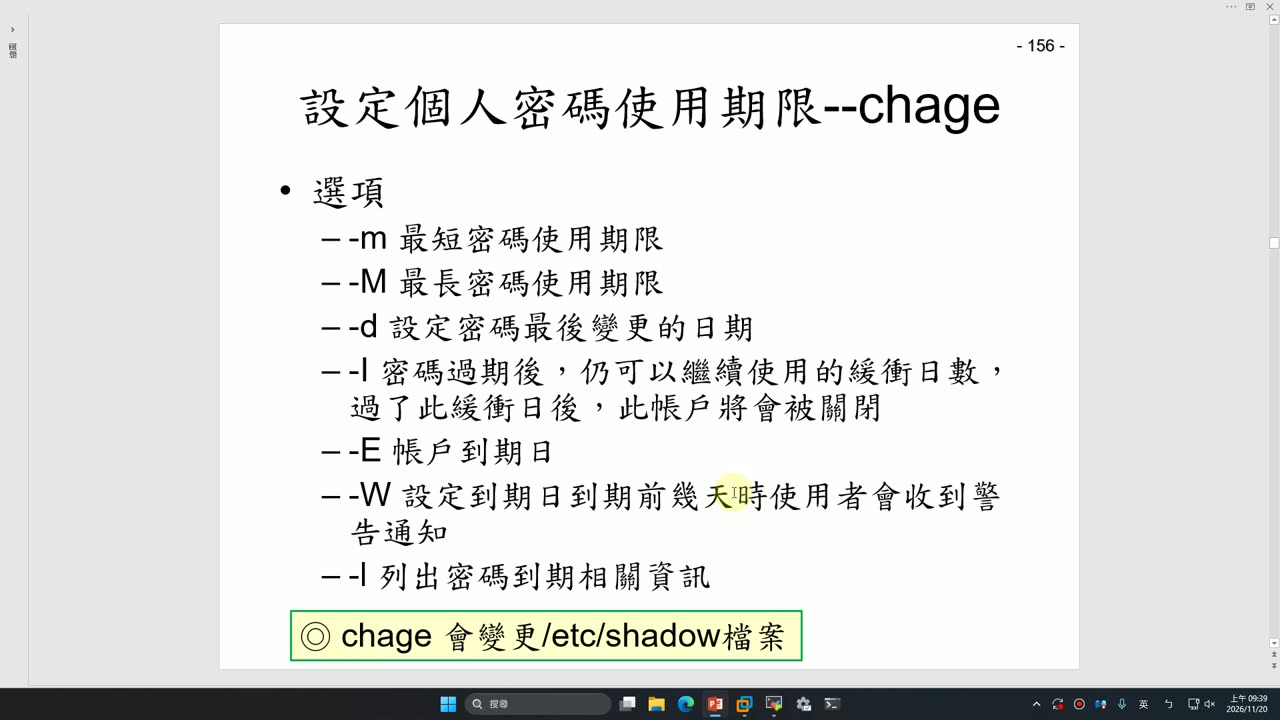 - 156 -
設定個人密碼使用期限--chage
• 選項
– -m 最短密碼使用期限
– -M 最長密碼使用期限
– -d 設定密碼最後變更的日期
– -I 密碼過期後，仍可以繼續使用的緩衝日數，
過了此緩衝日後，此帳戶將會被關閉
– -E 帳戶到期日
– -W 設定到期日到期前幾天時使用者會收到警
告通知
– -l 列出密碼到期相關資訊
◎ chage 會變更/etc/shadow檔案
搜尋
英
ㄅ
上午 09:39
2026/11/20